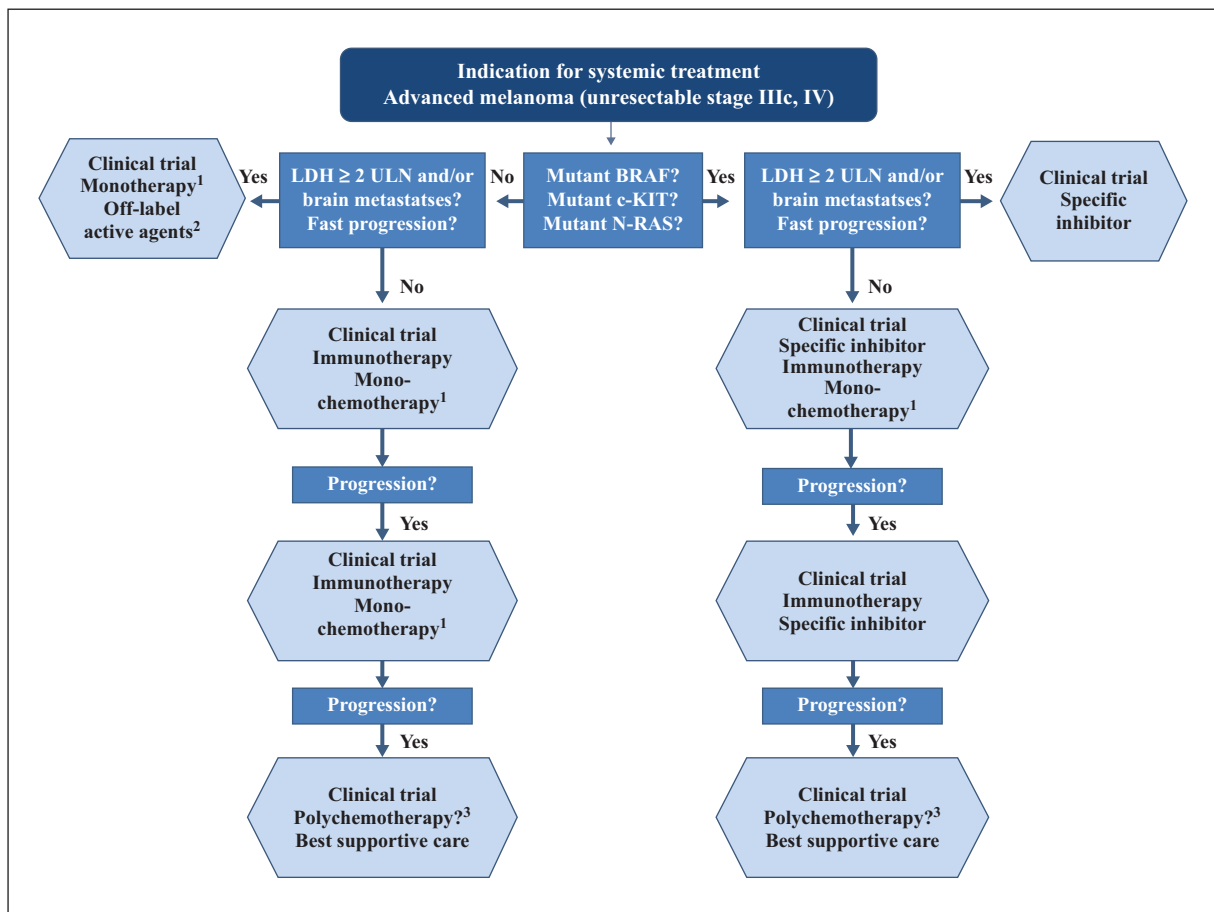 Indication for systemic treatment
Advanced melanoma (unresectable stage IIIc, IV)
Clinical trial
Monotherapy¹
Off-label
active agents²
Yes
LDH ≥ 2 ULN and/or
brain metastatses?
Fast progression?
No
Mutant BRAF?
Mutant c-KIT?
Mutant N-RAS?
Yes
LDH ≥ 2 ULN and/or
brain metastatses?
Fast progression?
Yes
Clinical trial
Specific
inhibitor
No
Clinical trial
Immunotherapy
Mono-
chemotherapy¹
Progression?
Yes
Clinical trial
Immunotherapy
Mono-
chemotherapy¹
Progression?
Yes
Clinical trial
Polychemotherapy?³
Best supportive care
No
Clinical trial
Specific inhibitor
Immunotherapy
Mono-
chemotherapy¹
Progression?
Yes
Clinical trial
Immunotherapy
Specific inhibitor
Progression?
Yes
Clinical trial
Polychemotherapy?³
Best supportive care